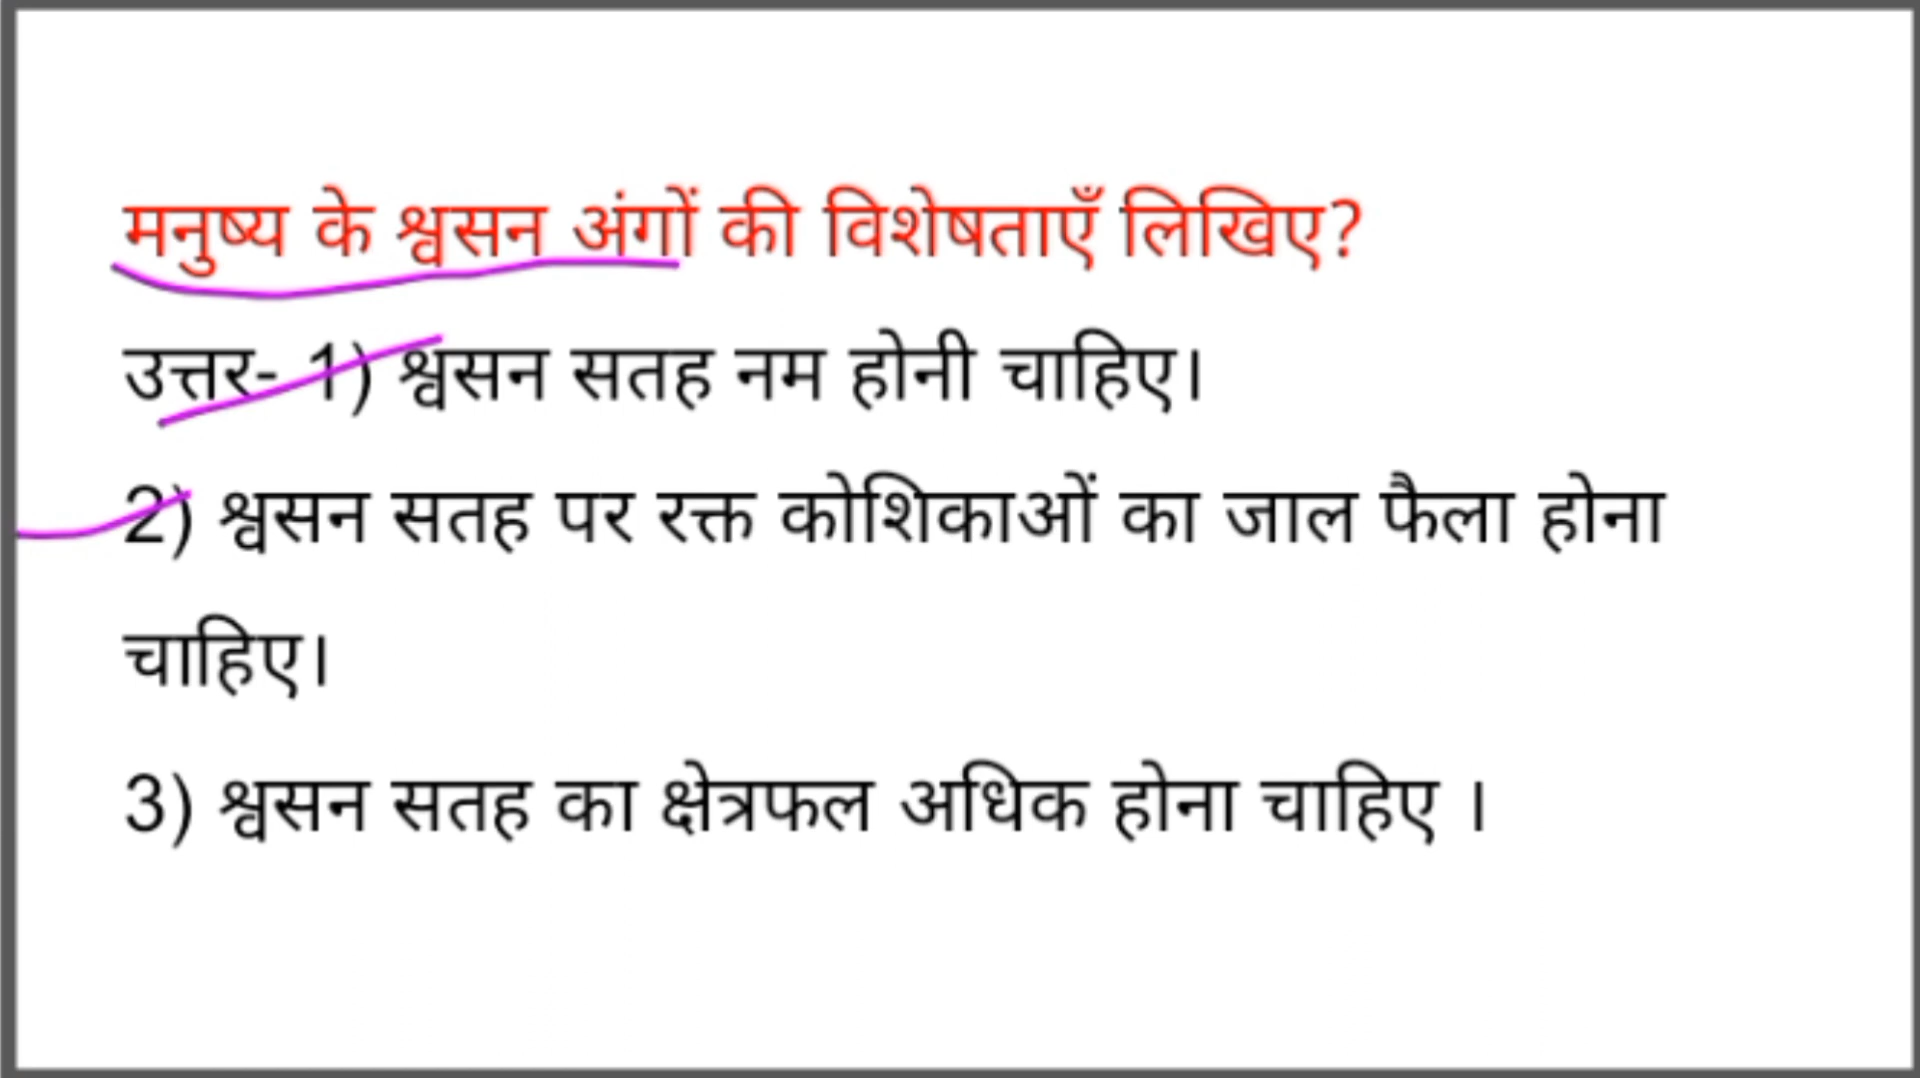 मनुष्य के श्वसन अंगों की विशेषताएँ लिखिए?
उत्तर- 1) श्वसन सतह नम होनी चाहिए।
2) श्वसन सतह पर रक्त कोशिकाओं का जाल फैला होना
चाहिए।
3) श्वसन सतह का क्षेत्रफल अधिक होना चाहिए ।